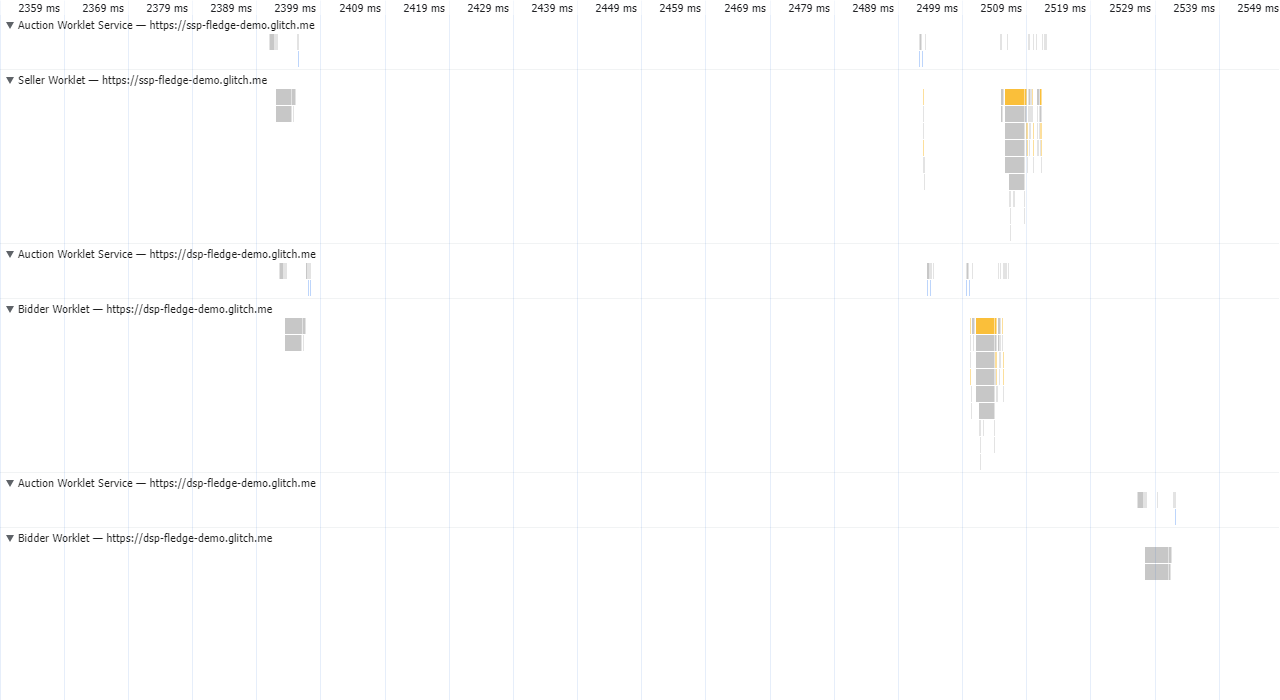 2359 ms 2369 ms 2379 ms 2389 ms 2399 ms 2409 ms 2419 ms 2429 ms 2439 ms 2449 ms 2459 ms 2469 ms 2479 ms 2489 ms 2499 ms 2509 ms 2519 ms 2529 ms 2539 ms 2549 ms
Auction Worklet Service — https://ssp-fledge-demo.glitch.me
Seller Worklet — https://ssp-fledge-demo.glitch.me
Auction Worklet Service — https://dsp-fledge-demo.glitch.me
Bidder Worklet — https://dsp-fledge-demo.glitch.me
Auction Worklet Service — https://dsp-fledge-demo.glitch.me
Bidder Worklet — https://dsp-fledge-demo.glitch.me